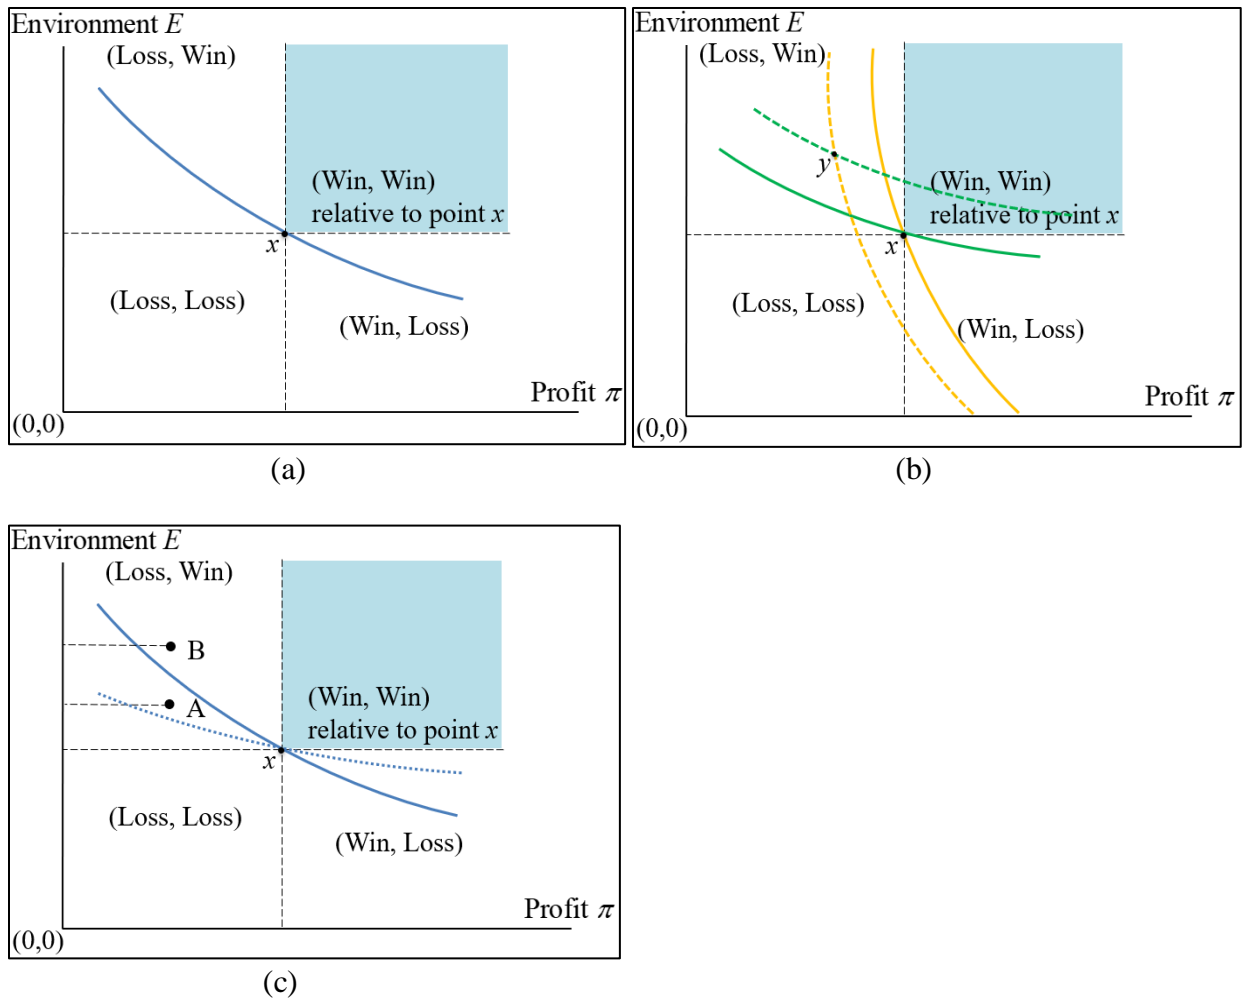 Environment E
(Loss, Win)
(Win, Win)
relative to point x
x
(Loss, Loss)
(Win, Loss)
Profit π
(0,0)
(a)
Environment E
(Loss, Win)
y
(Win, Win)
relative to point x
x
(Loss, Loss)
(Win, Loss)
Profit π
(0,0)
(b)
Environment E
(Loss, Win)
B
A
(Win, Win)
relative to point x
x
(Loss, Loss)
(Win, Loss)
Profit π
(0,0)
(c)